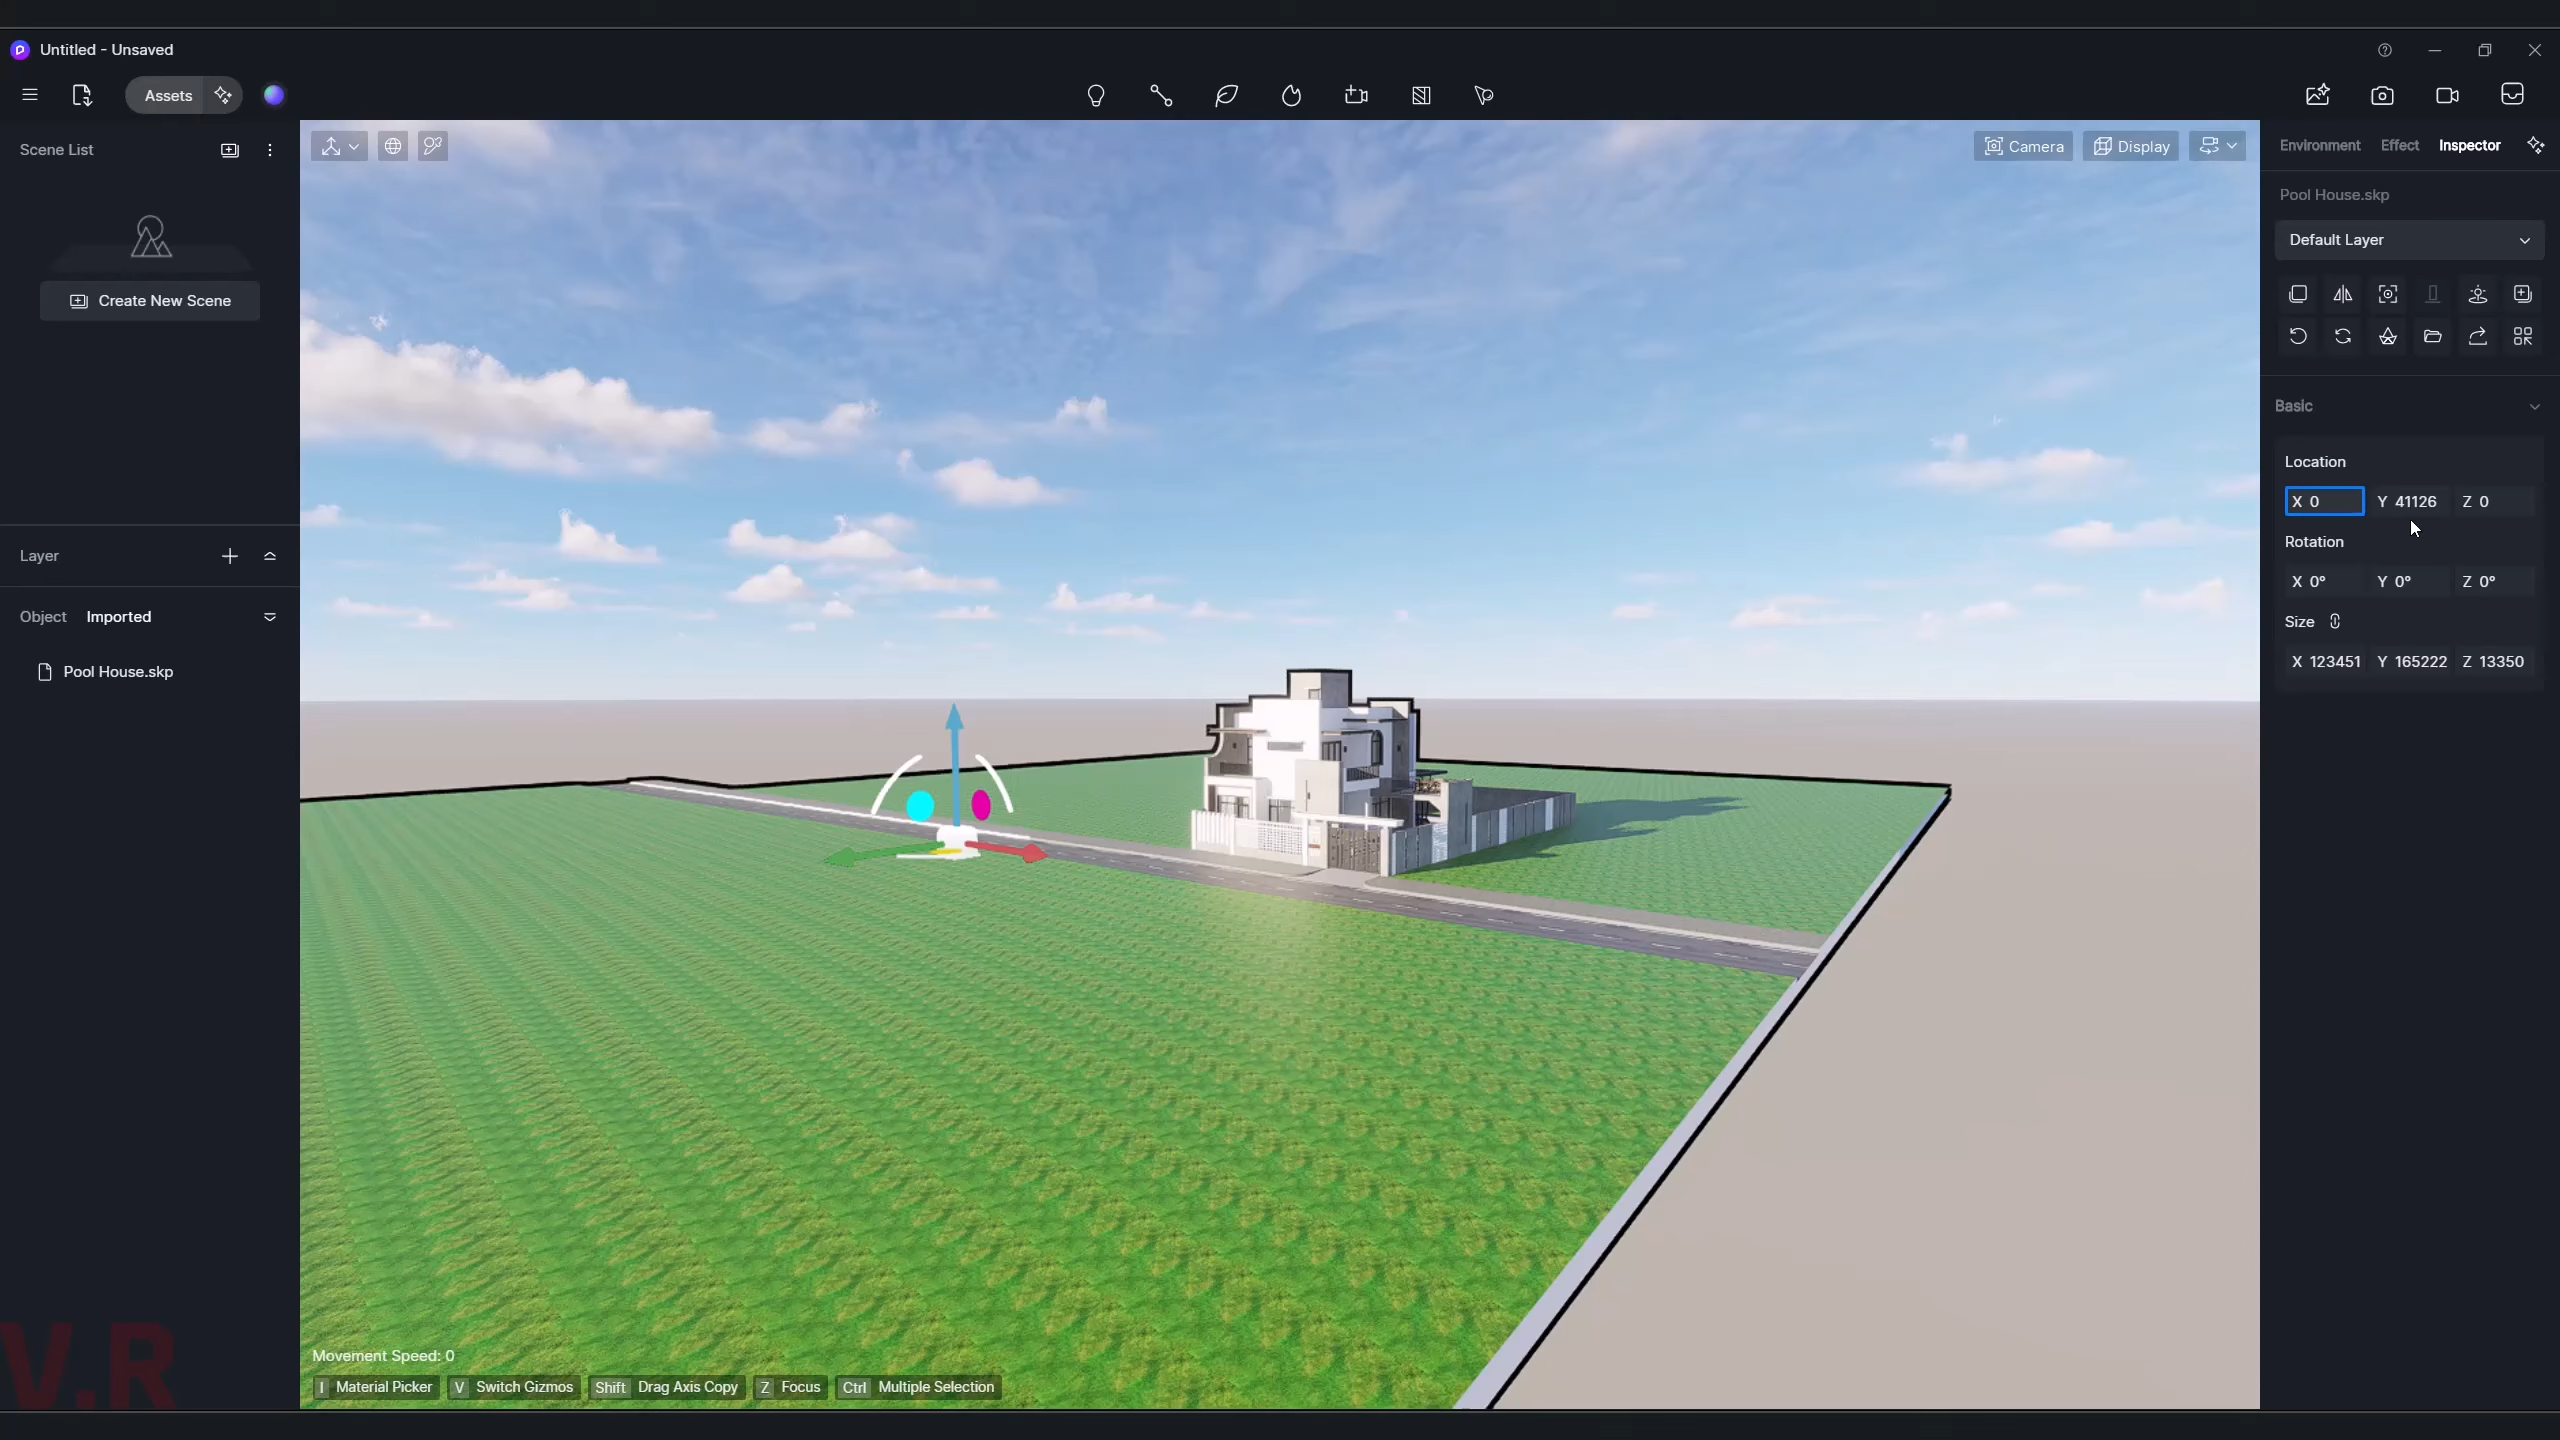 Untitled - Unsaved
Assets
Scene List
Create New Scene
Layer
Object Imported
Pool House.skp
Camera Display
Movement Speed: 0
I Material Picker V Switch Gizmos Shift Drag Axis Copy Z Focus Ctrl Multiple Selection
V.R
Environment Effect Inspector
Pool House.skp
Default Layer
Basic
Location
X 0 Y 41126 Z 0
Rotation
X 0° Y 0° Z 0°
Size
X 123451 Y 165222 Z 13350